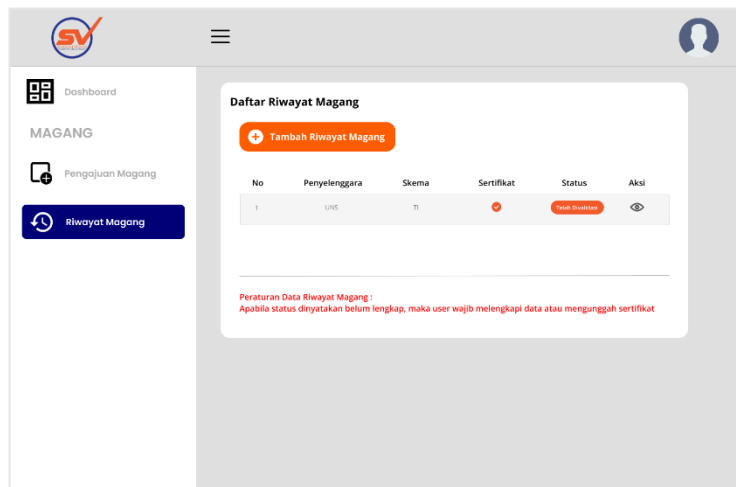 SV
Dashboard
MAGANG
Pengajuan Magang
Riwayat Magang
Daftar Riwayat Magang
Tambah Riwayat Magang
No Penyelenggara Skema Sertifikat Status Aksi
1 UNS TI Telah Divalidasi
Peraturan Data Riwayat Magang :
Apabila status dinyatakan belum lengkap, maka user wajib melengkapi data atau mengunggah sertifikat